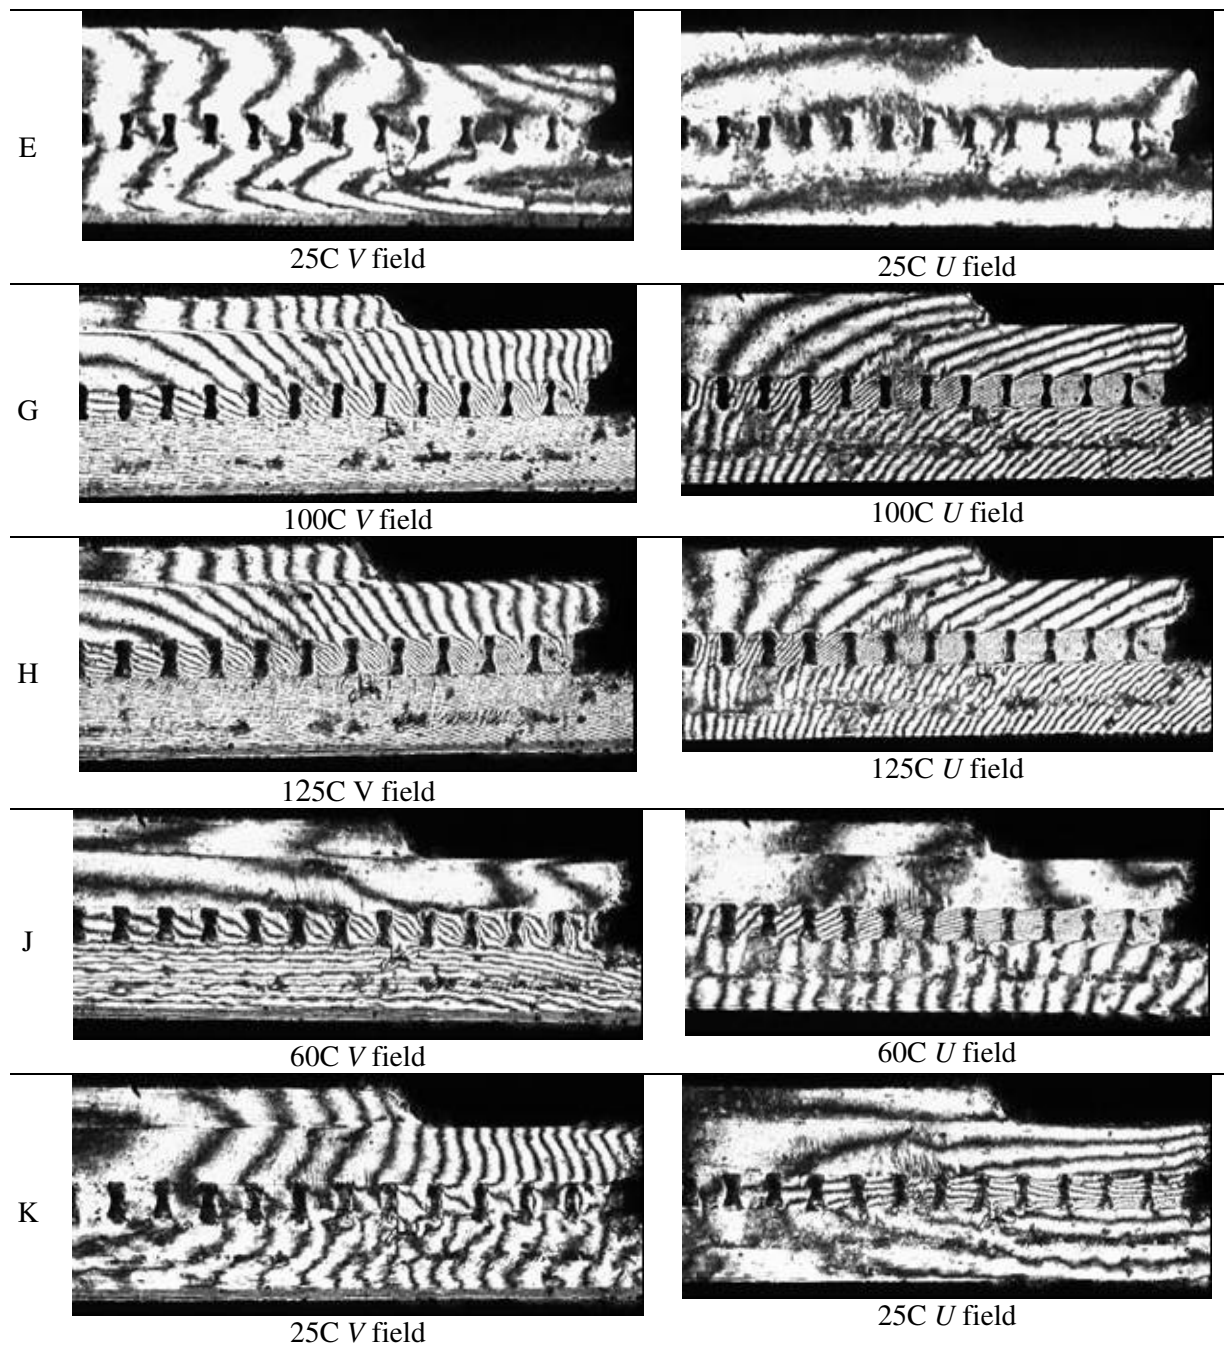 E
25C V field
25C U field
G
100C V field
100C U field
H
125C V field
125C U field
J
60C V field
60C U field
K
25C V field
25C U field